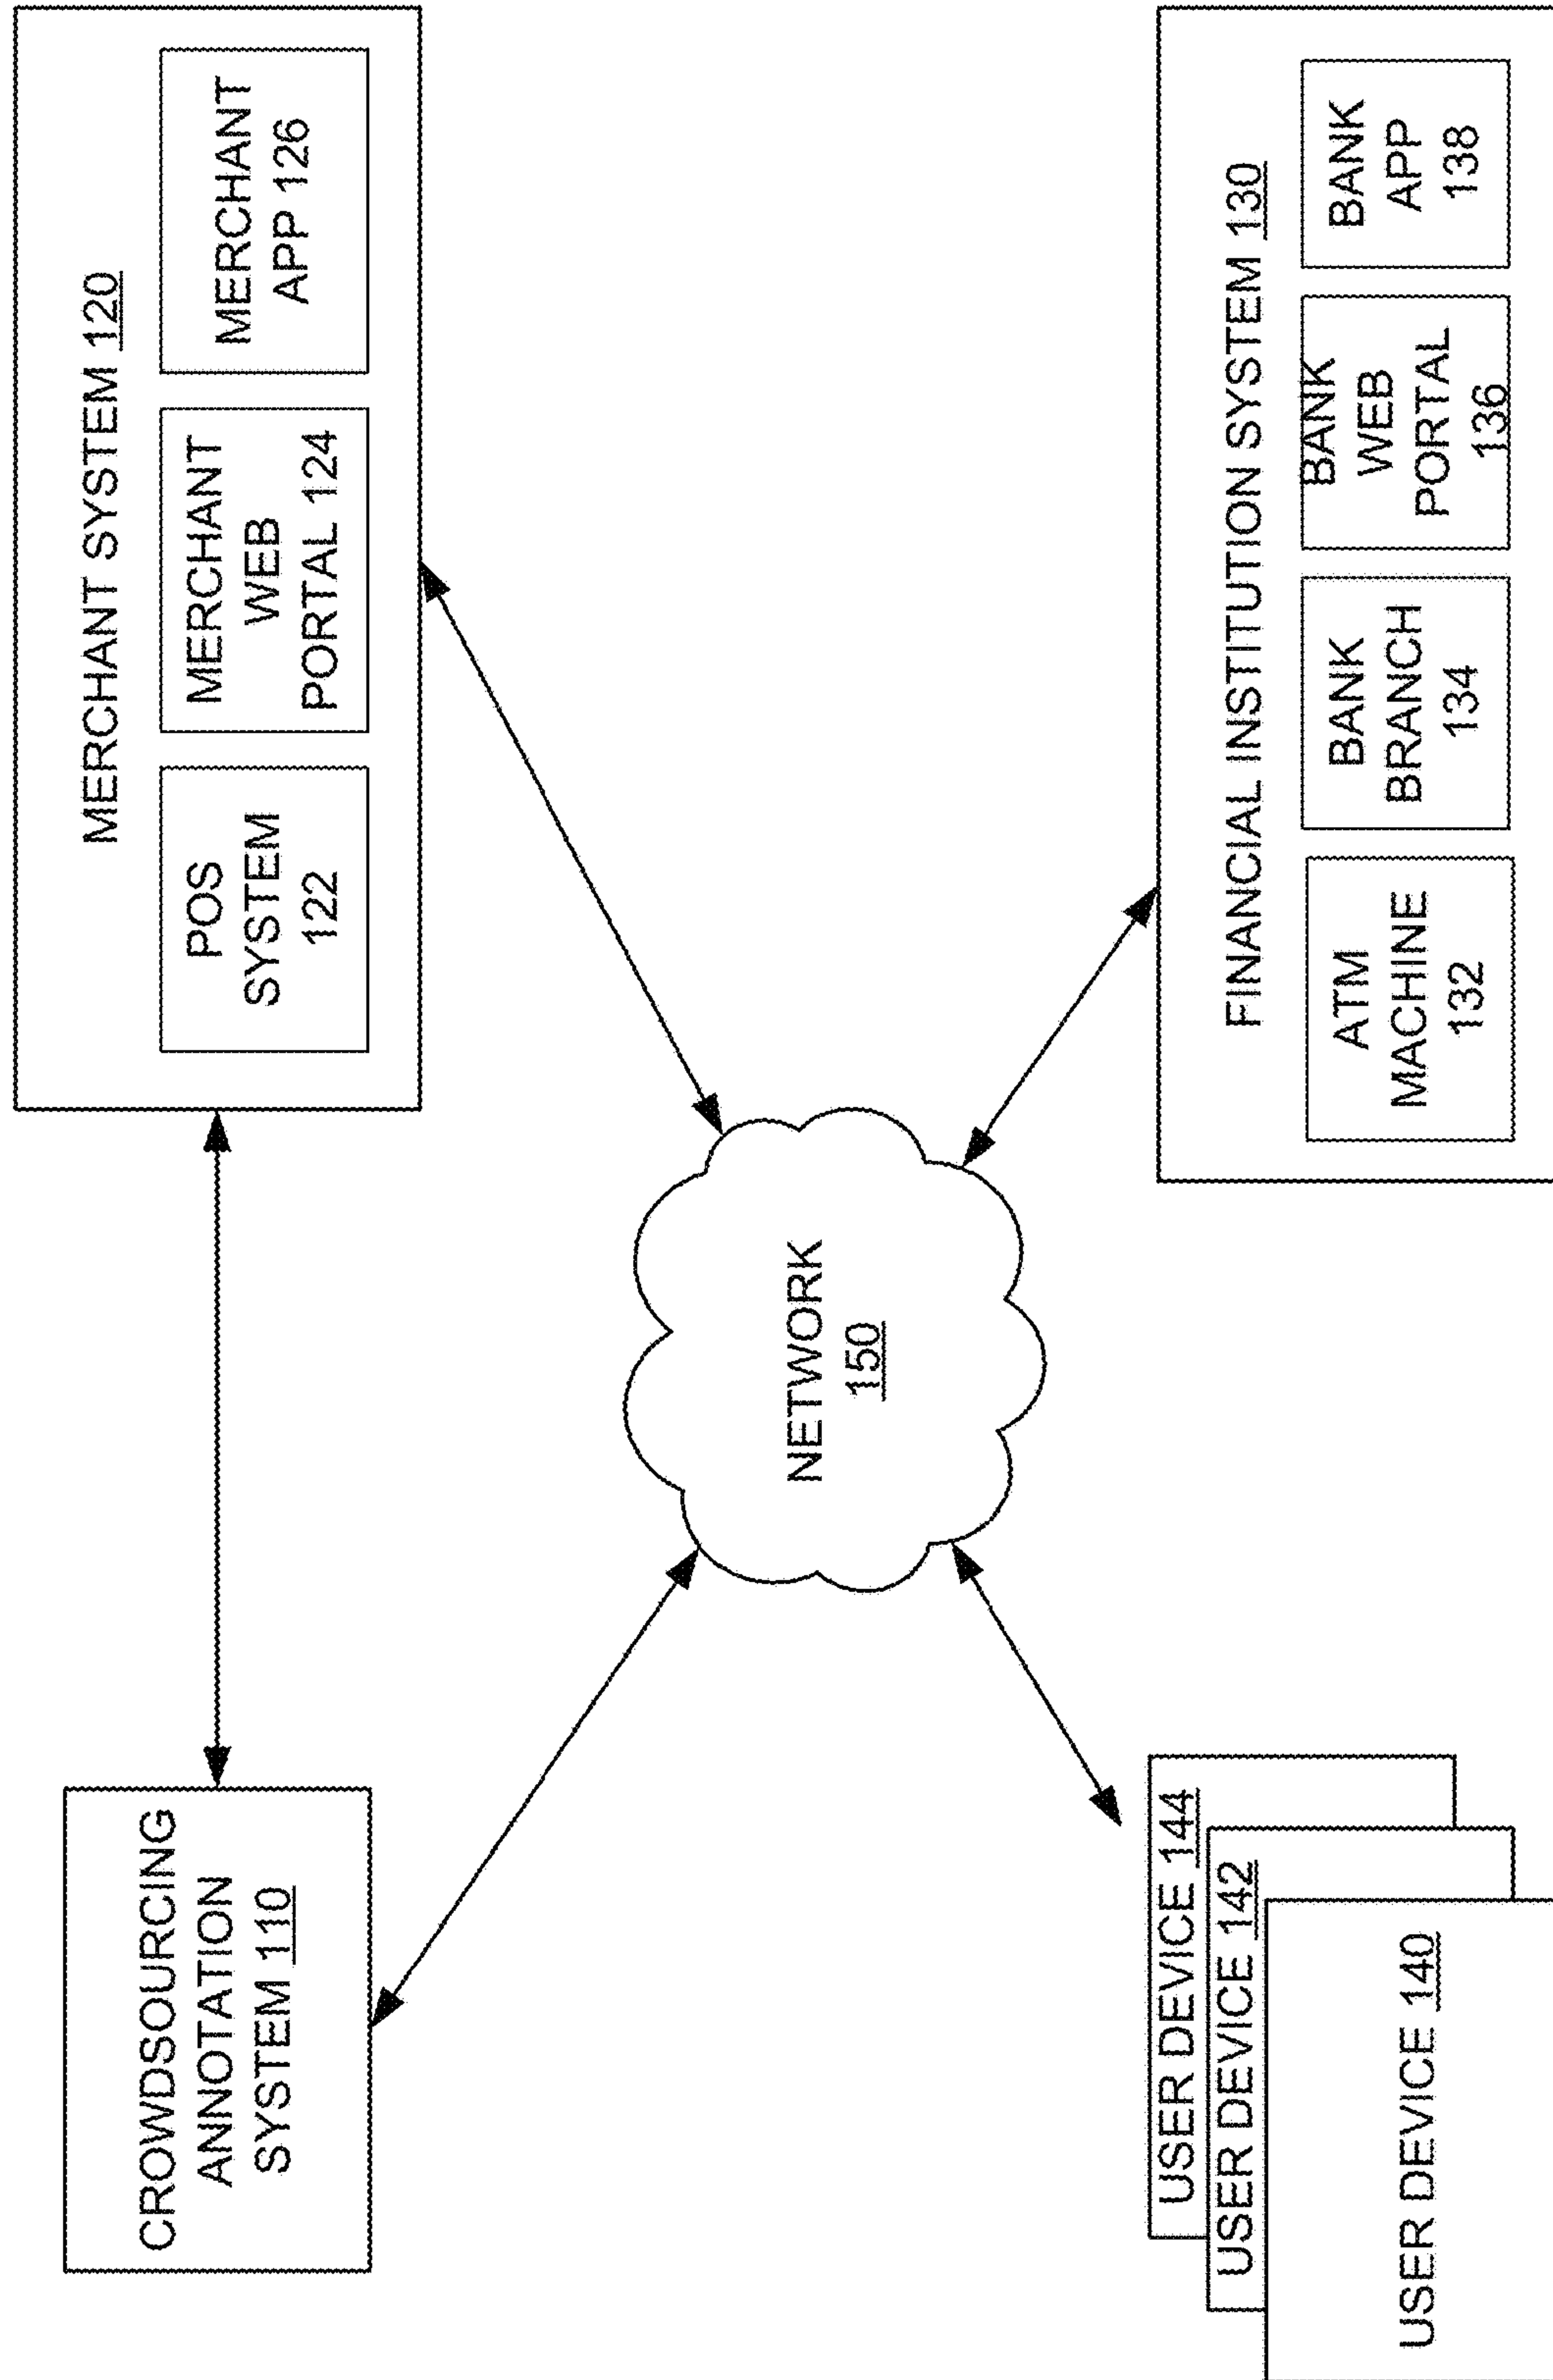 CROWDSOURCING
ANNOTATION
SYSTEM 110
MERCHANT SYSTEM 120
POS
SYSTEM
122
MERCHANT
WEB
PORTAL 124
MERCHANT
APP 126
NETWORK
150
USER DEVICE 144
USER DEVICE 142
USER DEVICE 140
FINANCIAL INSTITUTION SYSTEM 130
ATM
MACHINE
132
BANK
BRANCH
134
BANK
WEB
PORTAL
136
BANK
APP
138